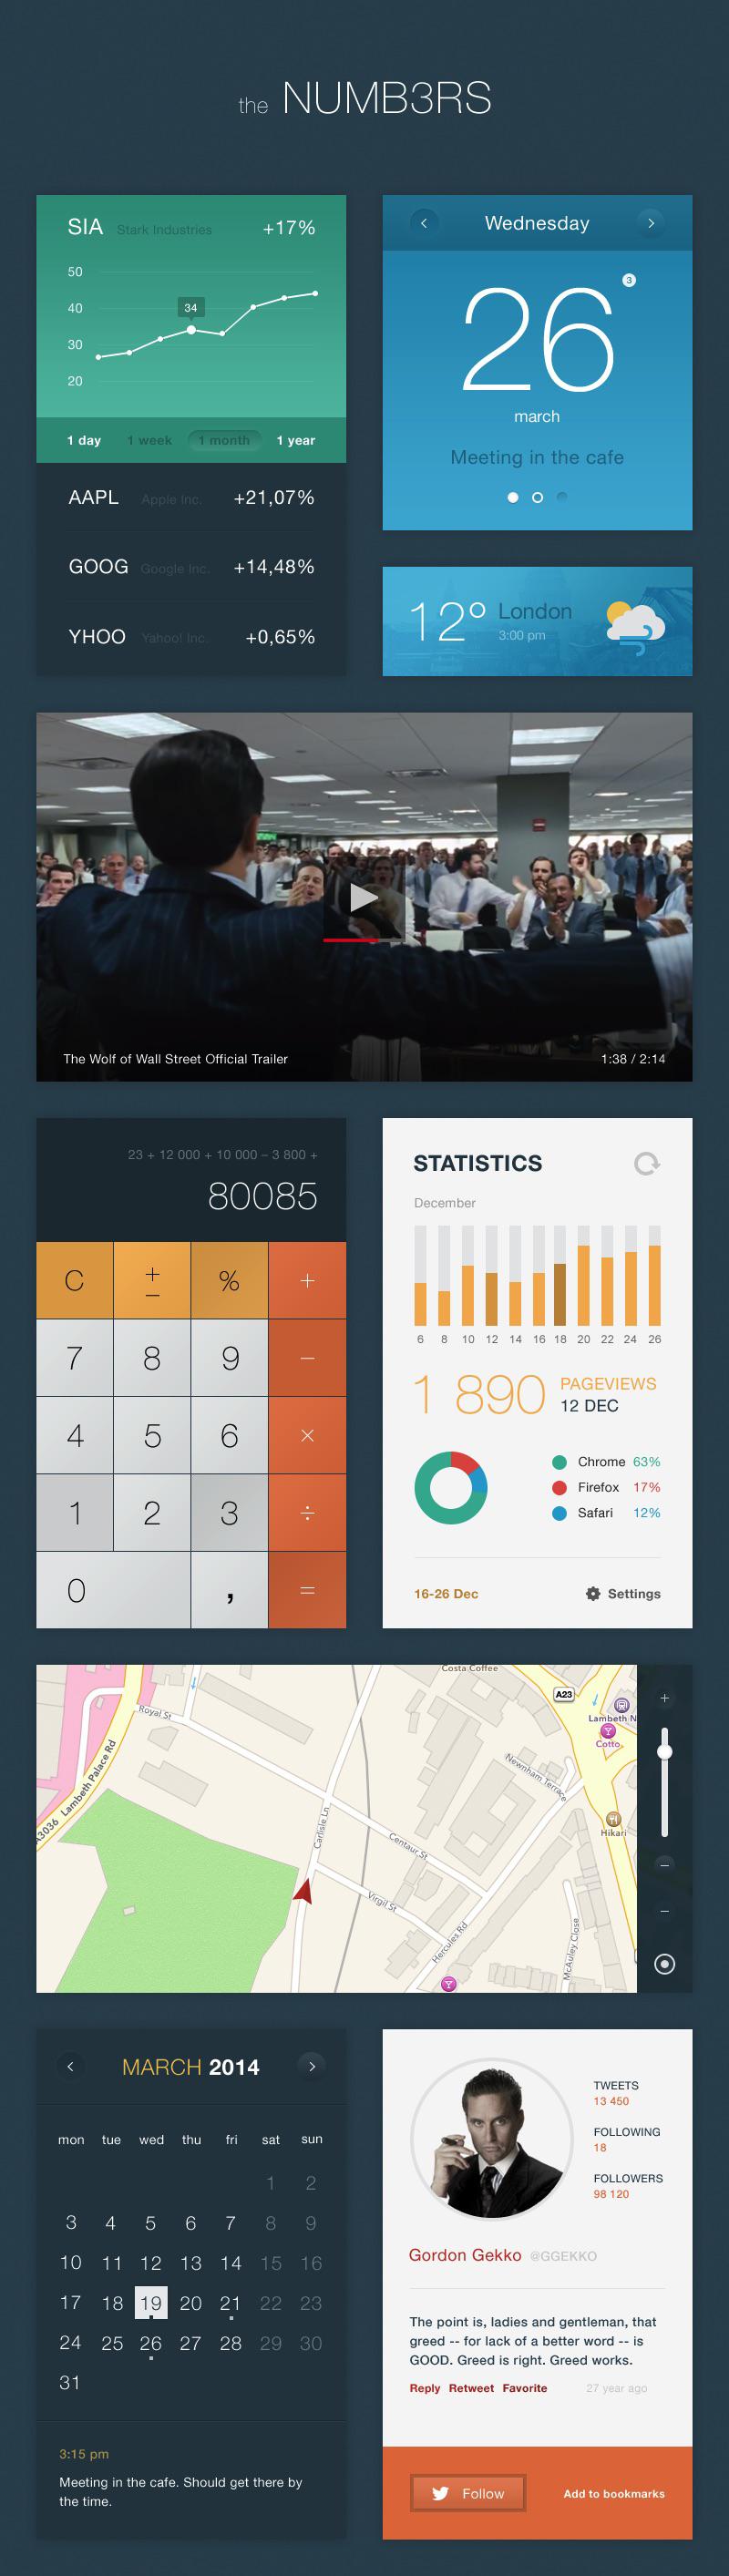 the NUMB3RS
SIA Stark Industries +17%
50
40
30
20
34
1 day 1 week 1 month 1 year
AAPL Apple Inc. +21,07%
GOOG Google Inc. +14,48%
YHOO Yahoo! Inc. +0,65%
Wednesday
26
3
march
Meeting in the cafe
12° London
3:00 pm
The Wolf of Wall Street Official Trailer 1:38 / 2:14
23 + 12 000 + 10 000 – 3 800 +
80085
C ± % +
7 8 9 −
4 5 6 ×
1 2 3 ÷
0 , =
STATISTICS
December
6 8 10 12 14 16 18 20 22 24 26
1 890 PAGEVIEWS
12 DEC
Chrome 63%
Firefox 17%
Safari 12%
16-26 Dec Settings
Costa Coffee
A23
Royal St
Lambeth N
Cotto
A3036 Lambeth Palace Rd
Newnham Terrace
Carlisle Ln
Hikari
Centaur St
Virgil St
Hercules Rd
McAuley Close
MARCH 2014
mon tue wed thu fri sat sun
1 2
3 4 5 6 7 8 9
10 11 12 13 14 15 16
17 18 19 20 21 22 23
24 25 26 27 28 29 30
31
3:15 pm
Meeting in the cafe. Should get there by
the time.
TWEETS
13 450
FOLLOWING
18
FOLLOWERS
98 120
Gordon Gekko @GGEKKO
The point is, ladies and gentleman, that
greed -- for lack of a better word -- is
GOOD. Greed is right. Greed works.
Reply Retweet Favorite 27 year ago
Follow Add to bookmarks